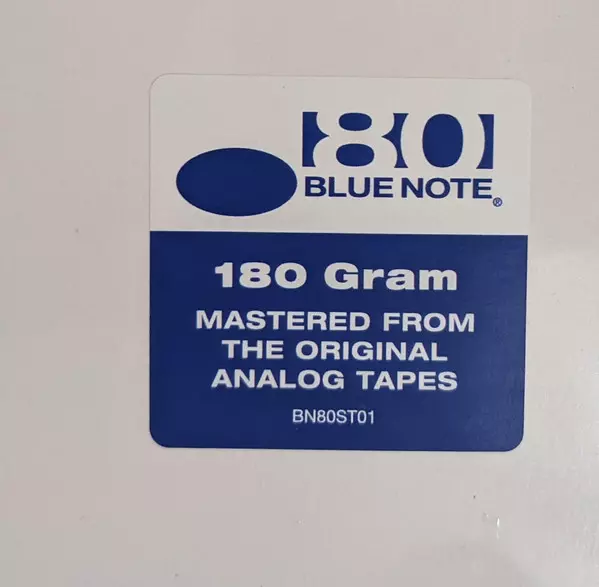 80
BLUE NOTE®
180 Gram
MASTERED FROM
THE ORIGINAL
ANALOG TAPES
BN80ST01